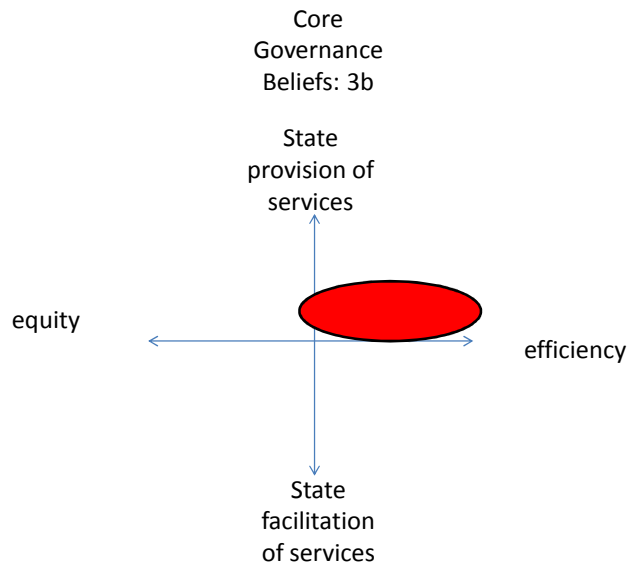 Core
Governance
Beliefs: 3b
State
provision of
services
equity
efficiency
State
facilitation
of services